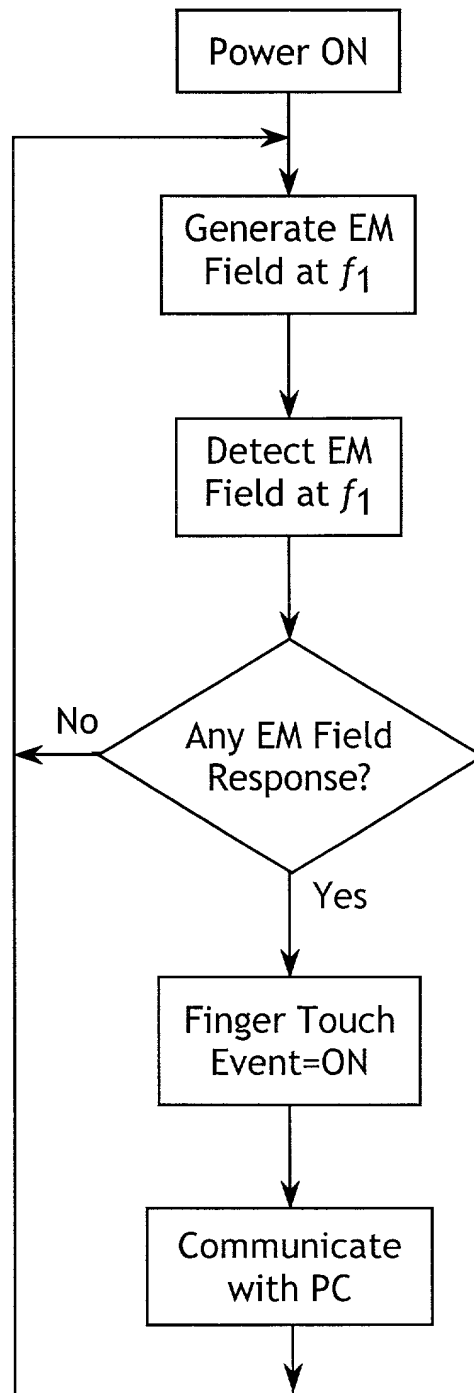 Power ON
Generate EM
Field at f1
Detect EM
Field at f1
No
Any EM Field
Response?
Yes
Finger Touch
Event=ON
Communicate
with PC